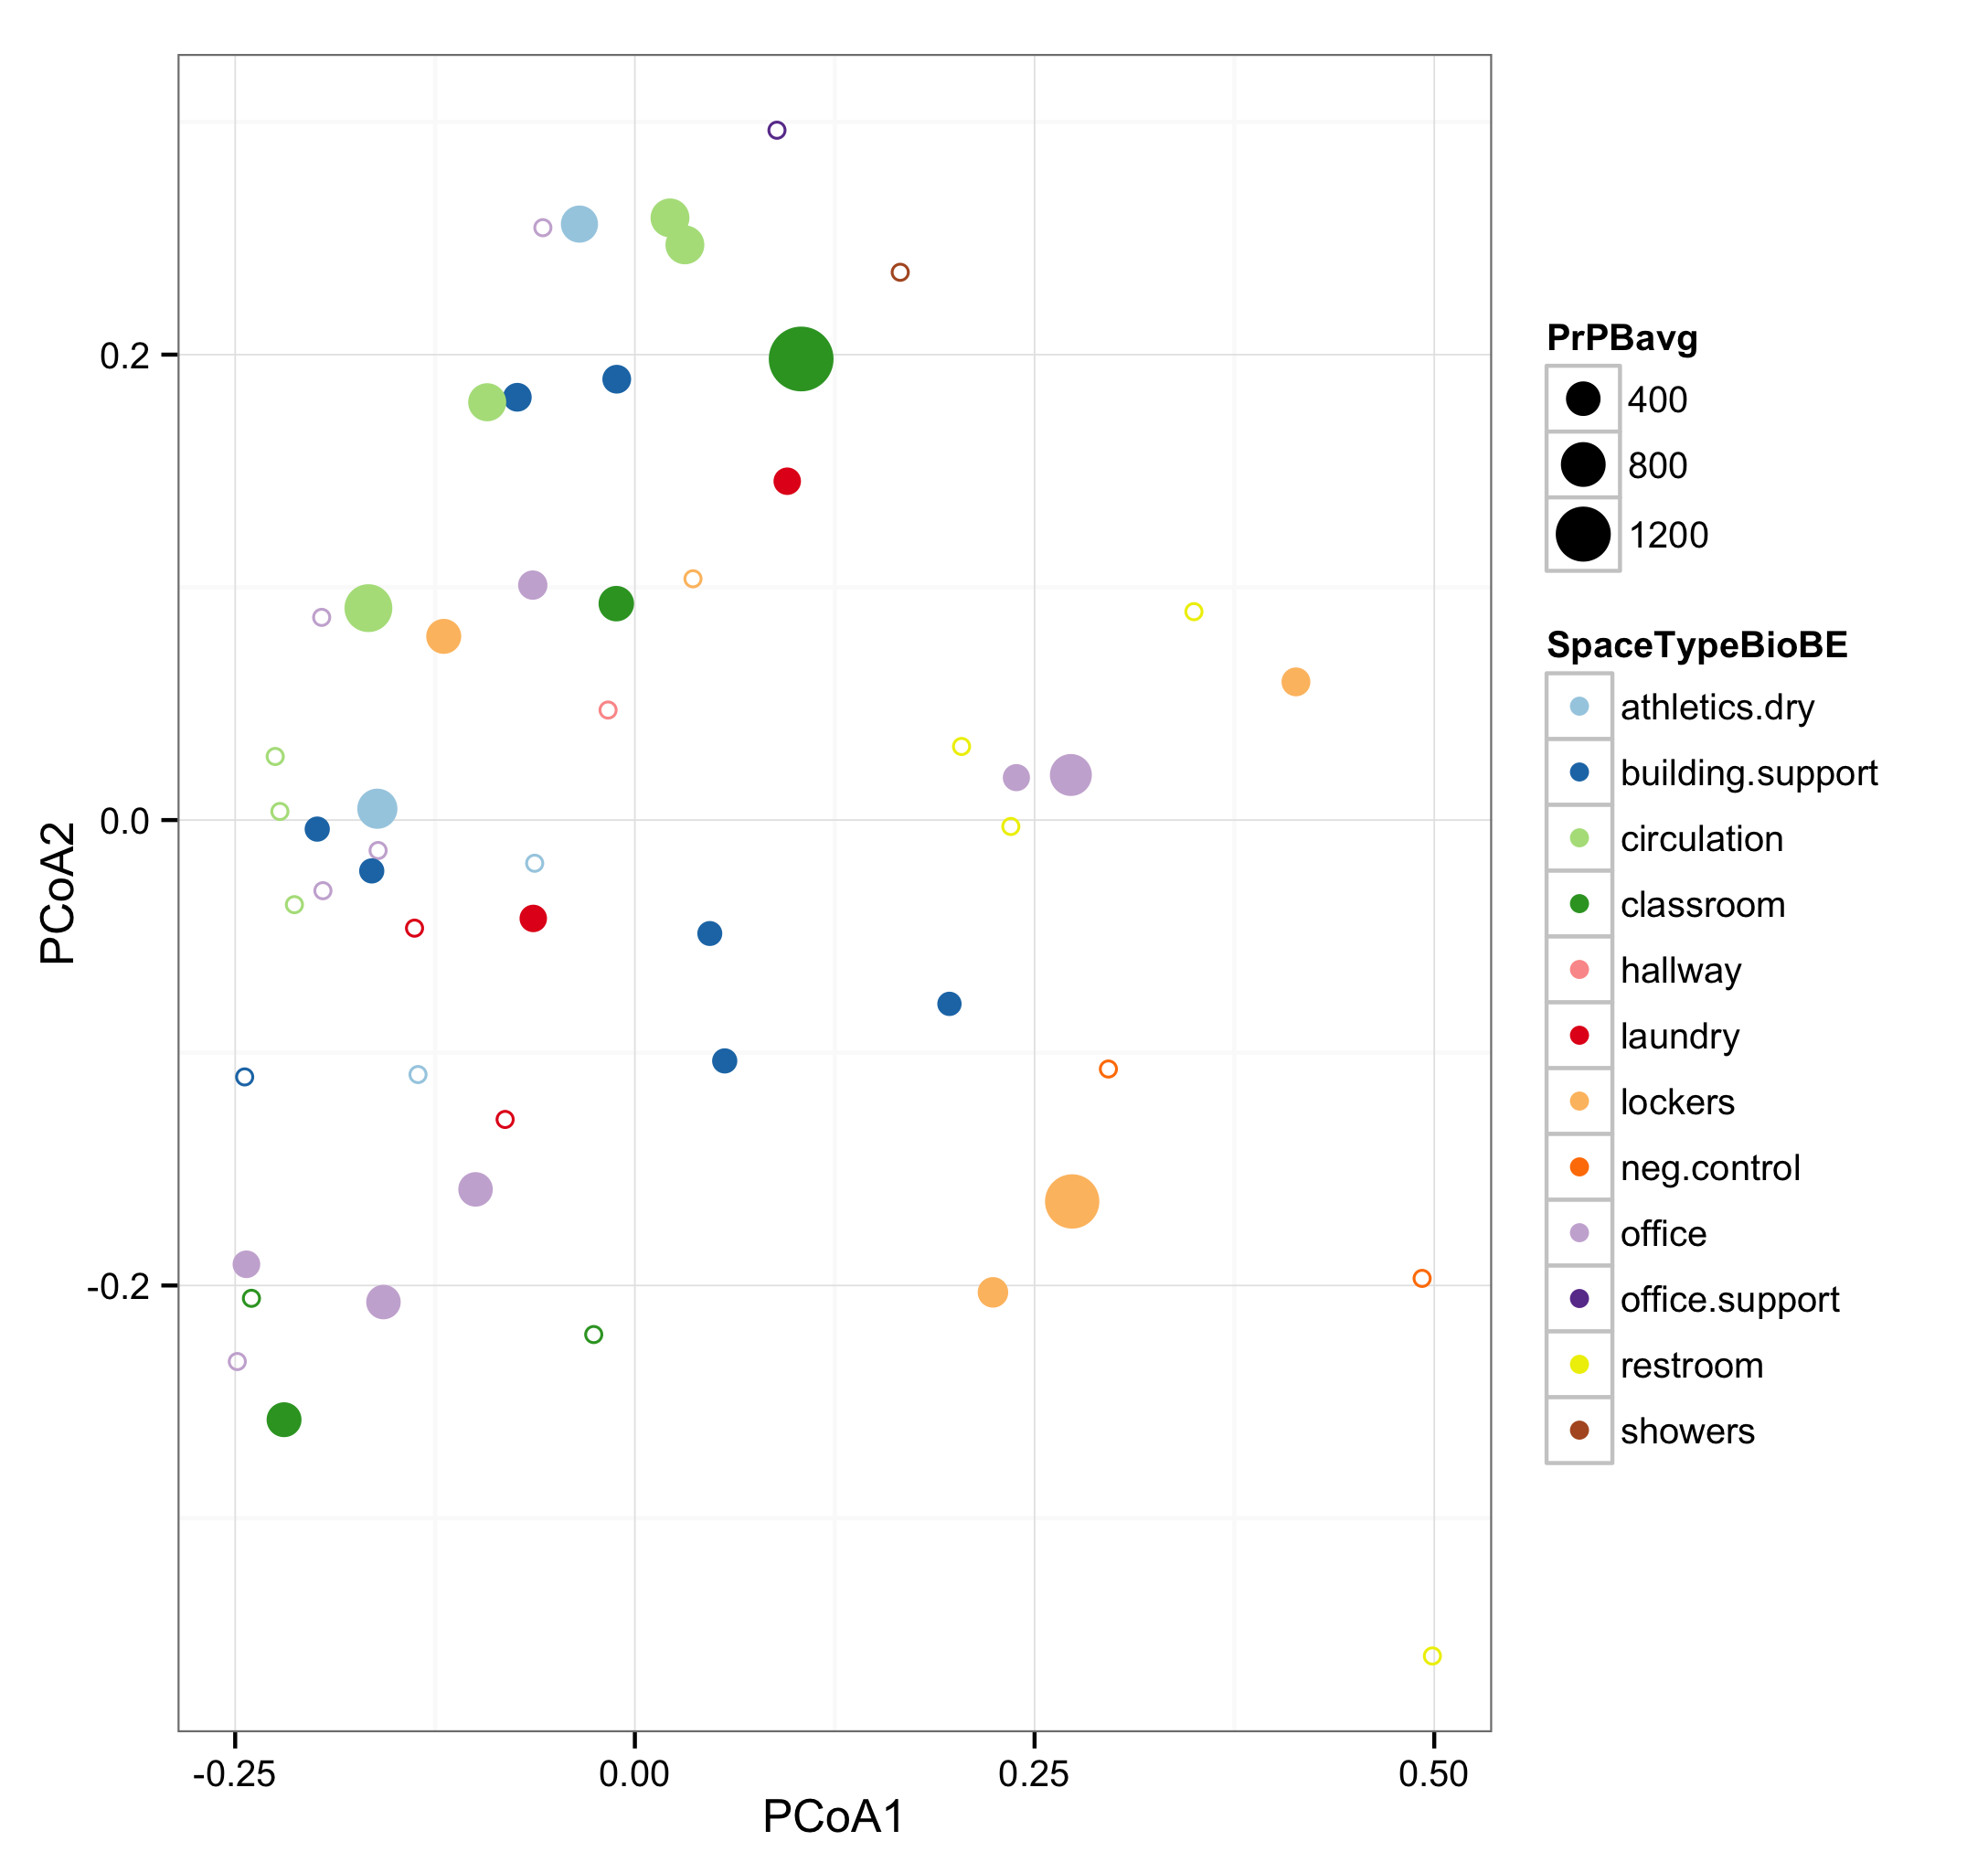 PCoA2
0.2
0.0
-0.2
-0.25
0.00
0.25
0.50
PCoA1
PrPBavg
400
800
1200
SpaceTypeBioBE
athletics.dry
building.support
circulation
classroom
hallway
laundry
lockers
neg.control
office
office.support
restroom
showers